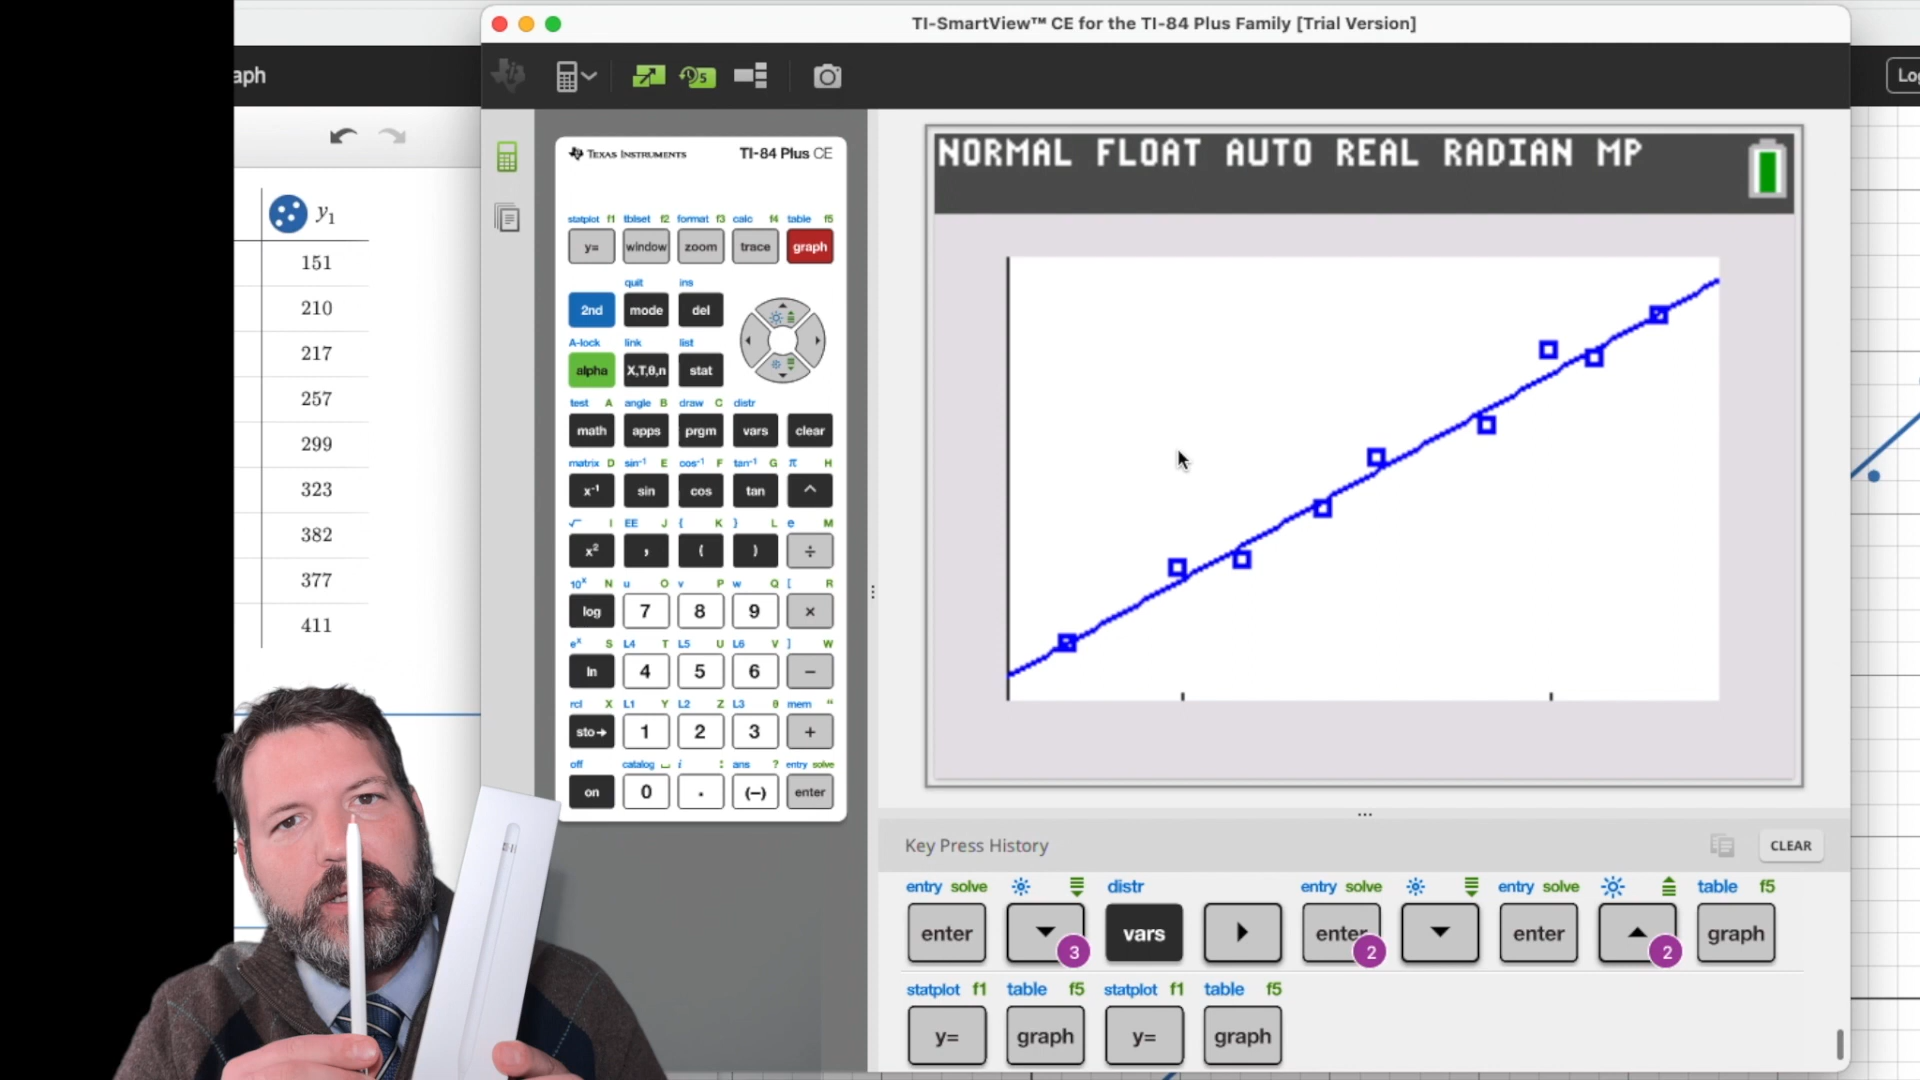 TI-SmartView™ CE for the TI-84 Plus Family [Trial Version]
aph
5
y1
151
210
217
257
299
323
382
377
411
TEXAS INSTRUMENTS TI-84 Plus CE
statplot f1 tblset f2 format f3 calc f4 table f5
y= window zoom trace graph
quit ins
2nd mode del
A-lock link list
alpha X,T,θ,n stat
test A angle B draw C distr
math apps prgm vars clear
matrix D sin-1 E cos-1 F tan-1 G π H
x-1 sin cos tan ^
√ I EE J { K } L e M
x2 , ( ) ÷
10x N u O v P w Q [ R
log 7 8 9 ×
ex S L4 T L5 U L6 V ] W
ln 4 5 6 −
rcl X L1 Y L2 Z L3 θ mem "
sto→ 1 2 3 +
off catalog i : ans ? entry solve
on 0 . (–) enter
NORMAL FLOAT AUTO REAL RADIAN MP
Key Press History CLEAR
entry solve distr entry solve entry solve table f5
enter 3 vars enter 2 enter 2 graph
statplot f1 table f5 statplot f1 table f5
y= graph y= graph